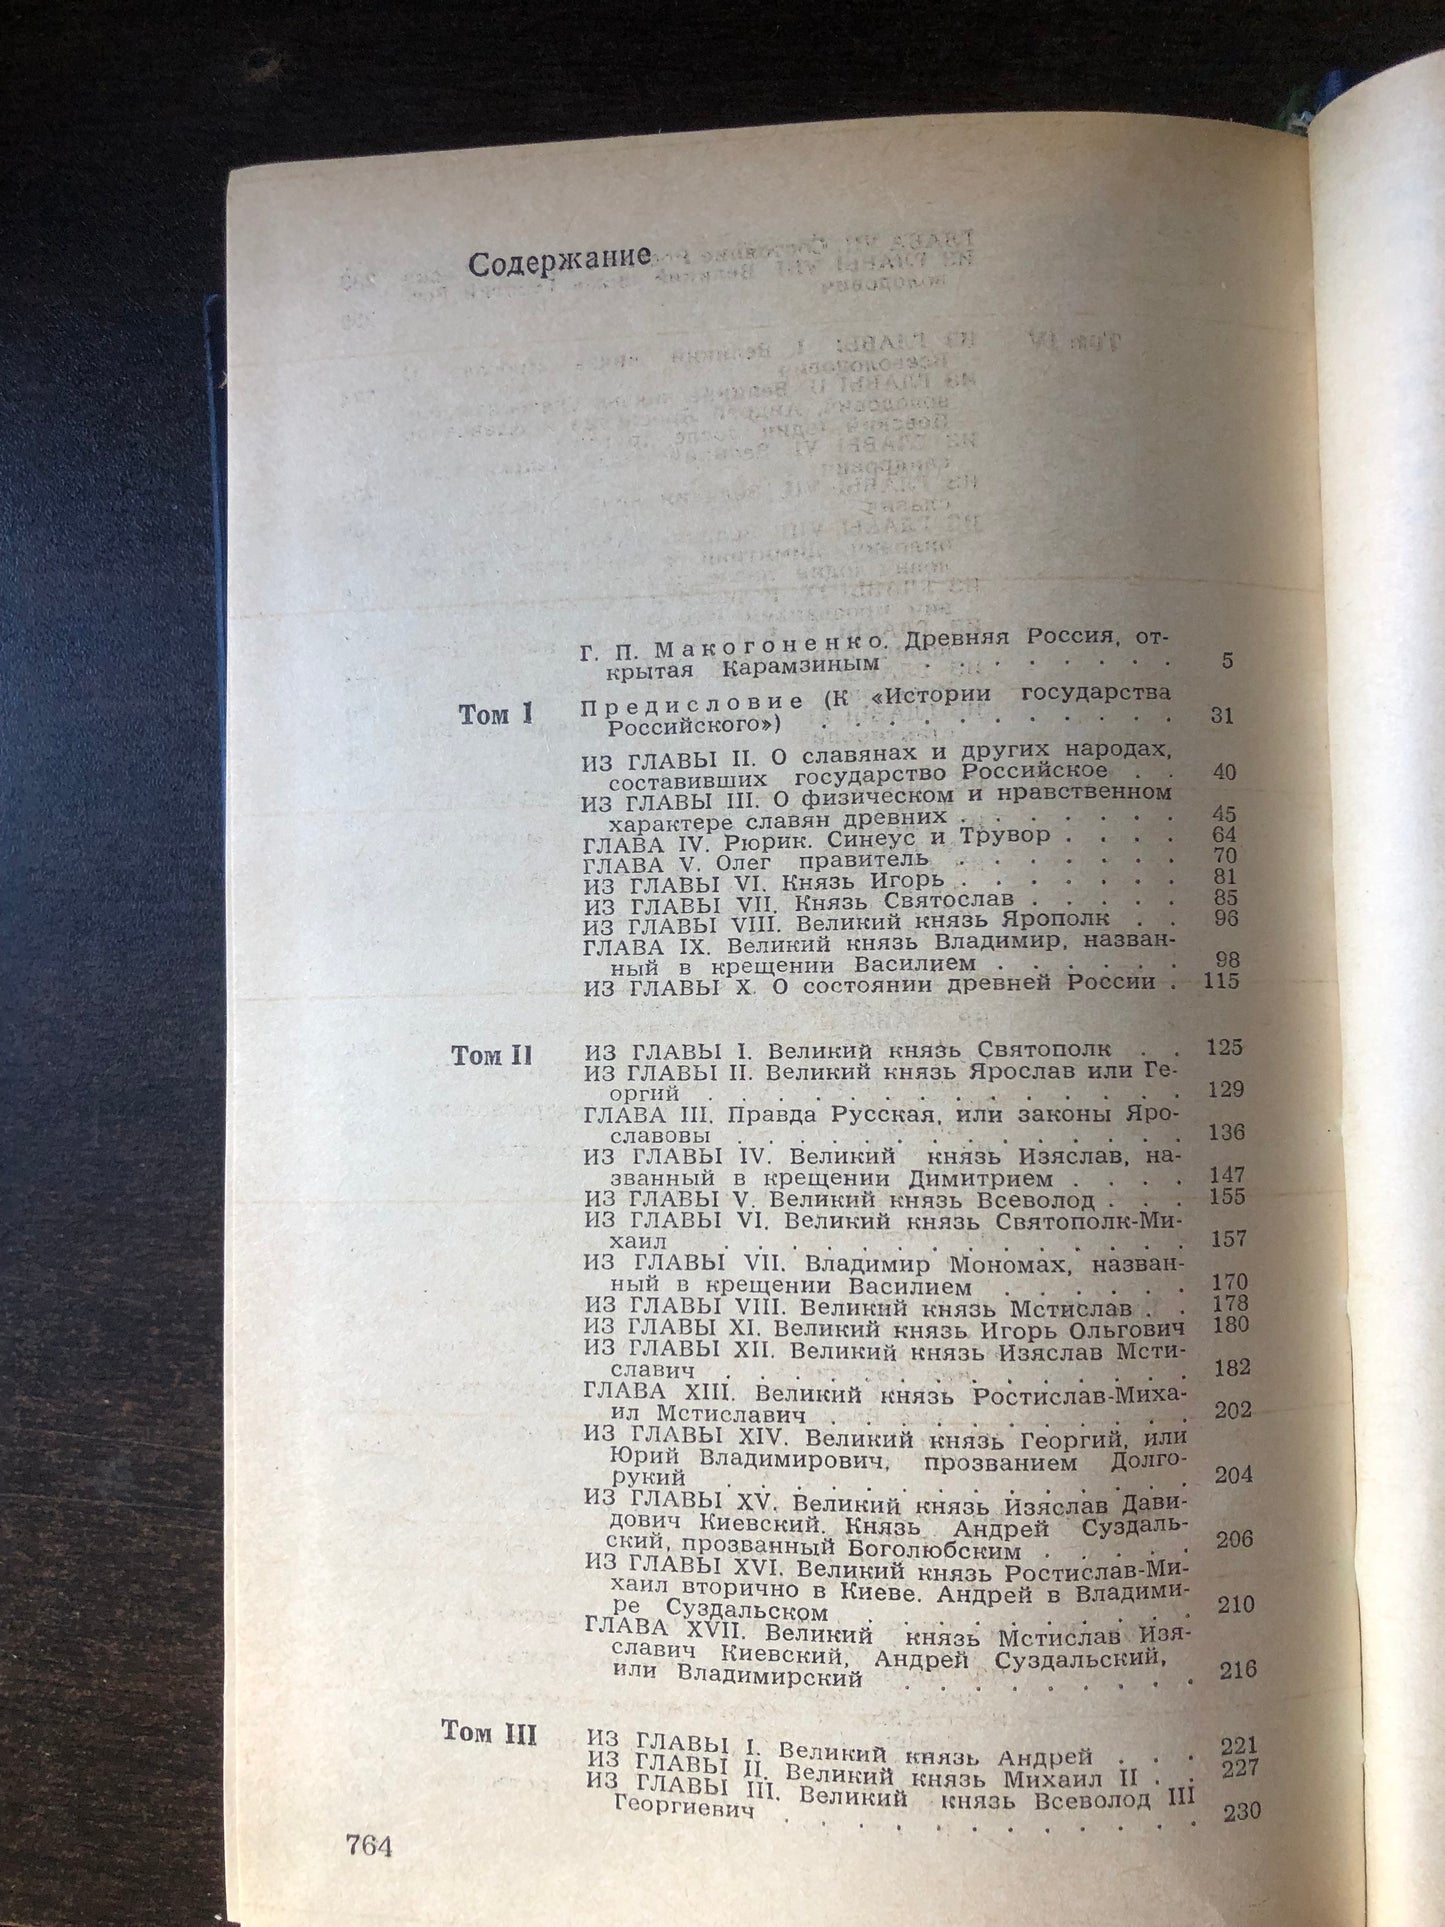 Содержание
Г. П. Макогоненко. Древняя Россия, от-
крытая Карамзиным . . . . . . . . 5
Том I Предисловие (К «Истории государства
Российского») . . . . . . . . . . . 31
ИЗ ГЛАВЫ II. О славянах и других народах,
составивших государство Российское . . 40
ИЗ ГЛАВЫ III. О физическом и нравственном
характере славян древних . . . . . . . 45
ГЛАВА IV. Рюрик. Синеус и Трувор . . . . 64
ГЛАВА V. Олег правитель . . . . . . . 70
ИЗ ГЛАВЫ VI. Князь Игорь . . . . . . . 81
ИЗ ГЛАВЫ VII. Князь Святослав . . . . . 85
ИЗ ГЛАВЫ VIII. Великий князь Ярополк . . 96
ГЛАВА IX. Великий князь Владимир, назван-
ный в крещении Василием . . . . . . 98
ИЗ ГЛАВЫ X. О состоянии древней России . 115
Том II ИЗ ГЛАВЫ I. Великий князь Святополк . . 125
ИЗ ГЛАВЫ II. Великий князь Ярослав или Ге-
оргий . . . . . . . . . . . . . . . 129
ГЛАВА III. Правда Русская, или законы Яро-
славовы . . . . . . . . . . . . . . 136
ИЗ ГЛАВЫ IV. Великий князь Изяслав, на-
званный в крещении Димитрием . . . . 147
ИЗ ГЛАВЫ V. Великий князь Всеволод . . . 155
ИЗ ГЛАВЫ VI. Великий князь Святополк-Ми-
хаил . . . . . . . . . . . . . . 157
ИЗ ГЛАВЫ VII. Владимир Мономах, назван-
ный в крещении Василием . . . . . . 170
ИЗ ГЛАВЫ VIII. Великий князь Мстислав . . 178
ИЗ ГЛАВЫ XI. Великий князь Игорь Ольгович 180
ИЗ ГЛАВЫ XII. Великий князь Изяслав Мсти-
славич . . . . . . . . . . . . . . 182
ГЛАВА XIII. Великий князь Ростислав-Миха-
ил Мстиславич . . . . . . . . . . . 202
ИЗ ГЛАВЫ XIV. Великий князь Георгий, или
Юрий Владимирович, прозванием Долго-
рукий . . . . . . . . . . . . . . 204
ИЗ ГЛАВЫ XV. Великий князь Изяслав Дави-
дович Киевский. Князь Андрей Суздаль-
ский, прозванный Боголюбским . . . . . 206
ИЗ ГЛАВЫ XVI. Великий князь Ростислав-Ми-
хаил вторично в Киеве. Андрей в Владими-
ре Суздальском . . . . . . . . . . 210
ГЛАВА XVII. Великий князь Мстислав Изя-
славич Киевский, Андрей Суздальский,
или Владимирский . . . . . . . . . 216
Том III ИЗ ГЛАВЫ I. Великий князь Андрей . . . 221
ИЗ ГЛАВЫ II. Великий князь Михаил II . . 227
ИЗ ГЛАВЫ III. Великий князь Всеволод III
Георгиевич . . . . . . . . . . . . 230
764